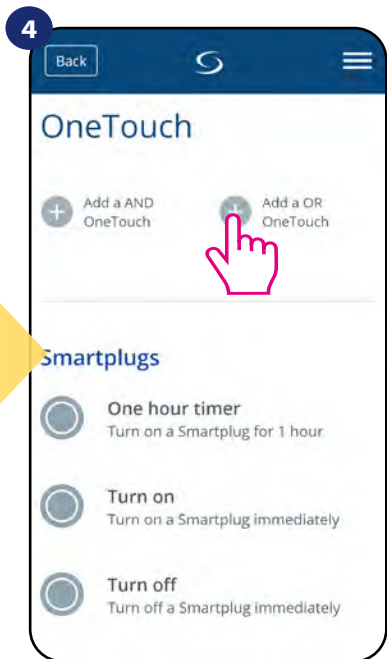 4
Back
OneTouch
Add a AND
OneTouch
Add a OR
OneTouch
Smartplugs
One hour timer
Turn on a Smartplug for 1 hour
Turn on
Turn on a Smartplug immediately
Turn off
Turn off a Smartplug immediately